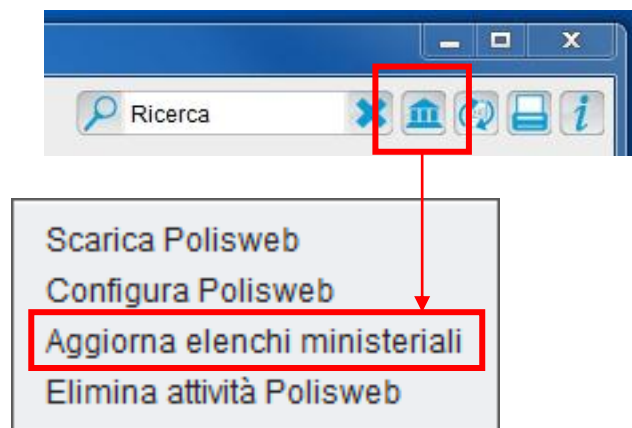 Ricerca
Scarica Polisweb
Configura Polisweb
Aggiorna elenchi ministeriali
Elimina attività Polisweb